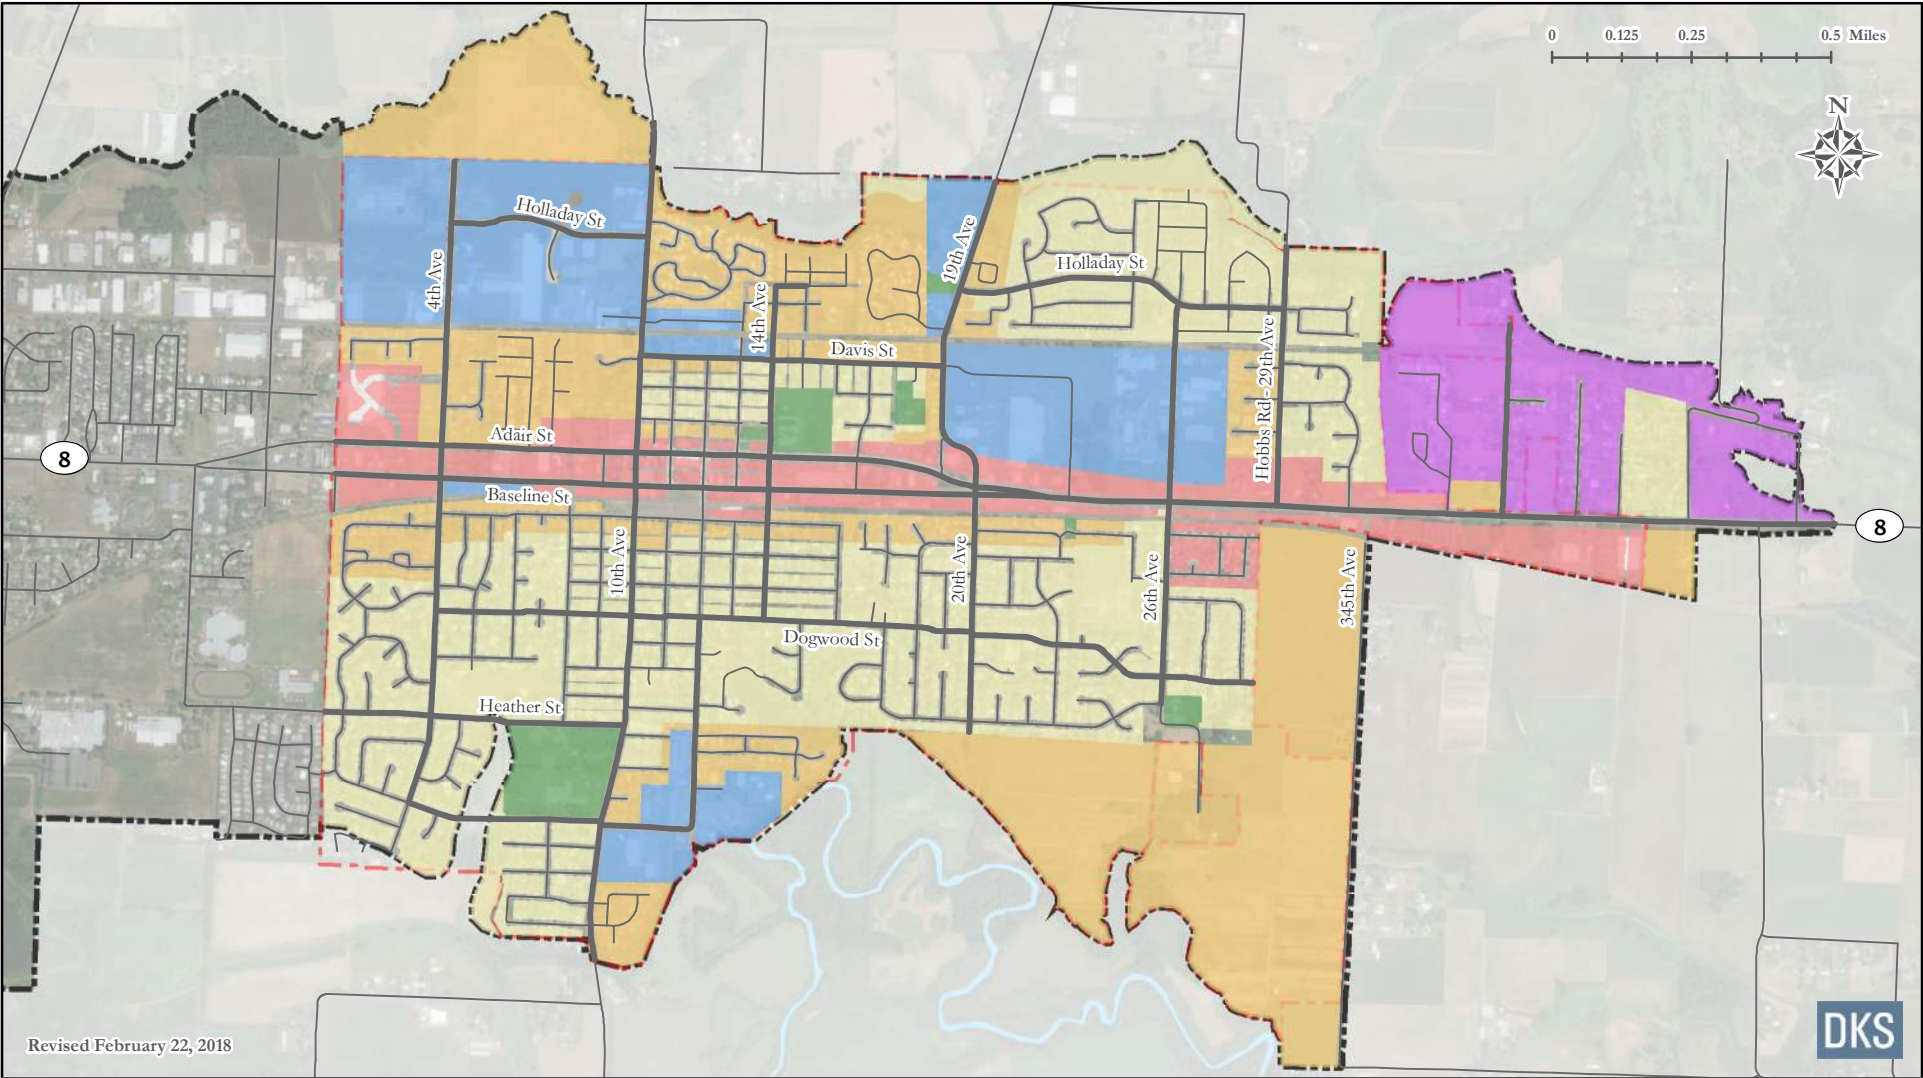 0 0.125 0.25 0.5 Miles
N
Holladay St
4th Ave
19th Ave
Holladay St
14th Ave
Davis St
Hobbs Rd - 29th Ave
Adair St
8
Baseline St
8
10th Ave
20th Ave
26th Ave
345th Ave
Dogwood St
Heather St
Revised February 22, 2018
DKS